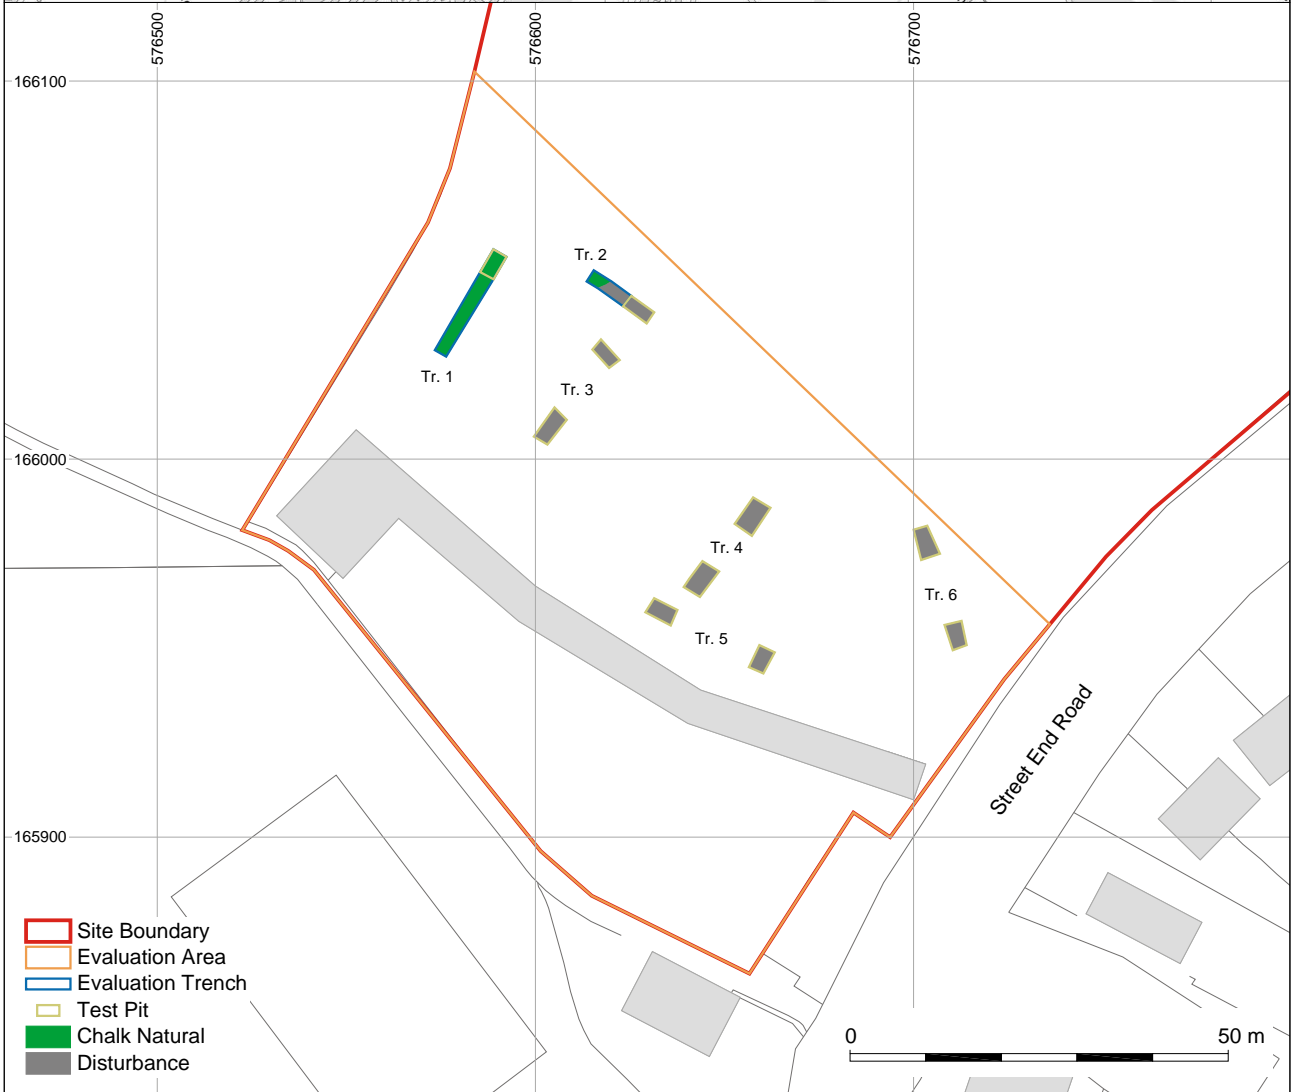 576500
576600
576700
166100
Tr. 2
Tr. 1
Tr. 3
166000
Tr. 4
Tr. 6
Tr. 5
Street End Road
165900
Site Boundary
Evaluation Area
Evaluation Trench
Test Pit
Chalk Natural
Disturbance
0 50 m